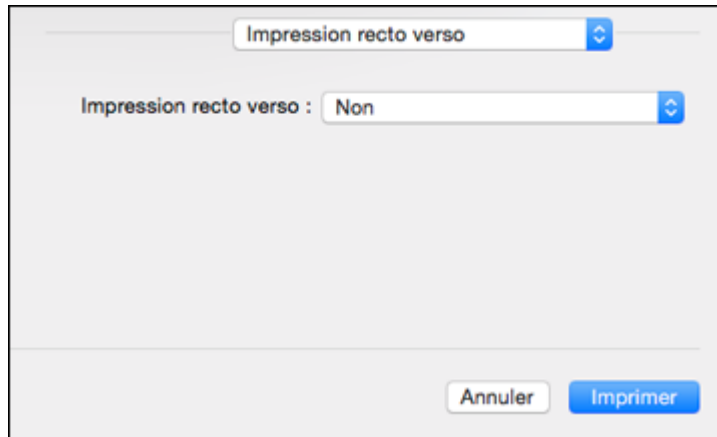 Impression recto verso
Impression recto verso : Non
Annuler Imprimer